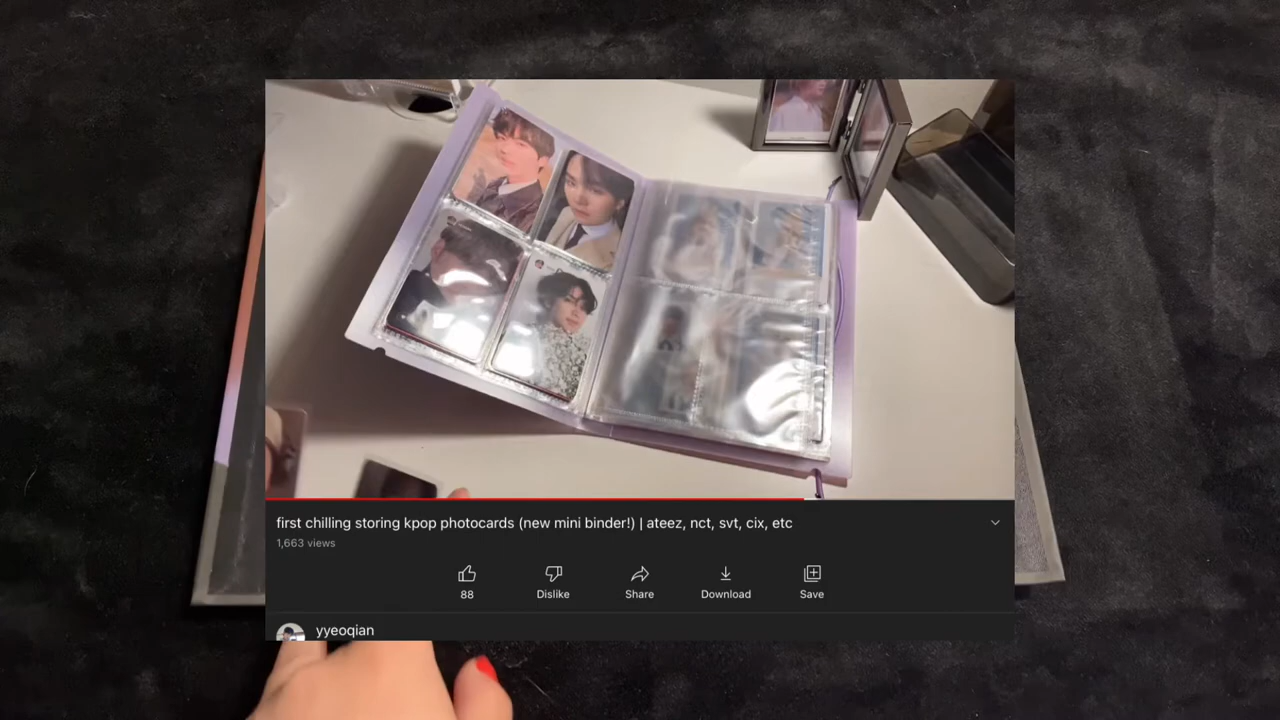 first chilling storing kpop photocards (new mini binder!) | ateez, nct, svt, cix, etc
1,663 views
88
Dislike
Share
Download
Save
yyeoqian